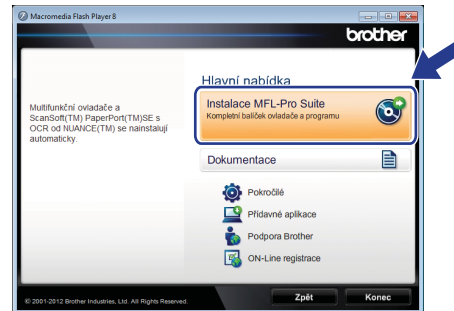 Macromedia Flash Player 8
brother
Hlavní nabídka
Instalace MFL-Pro Suite
Kompletní balíček ovladače a programu
Multifunkční ovladače a
ScanSoft(TM) PaperPort(TM)SE s
OCR od NUANCE(TM) se nainstalují
automaticky.
Dokumentace
Pokročilé
Přídavné aplikace
Podpora Brother
ON-Line registrace
© 2001-2012 Brother Industries, Ltd. All Rights Reserved.
Zpět
Konec